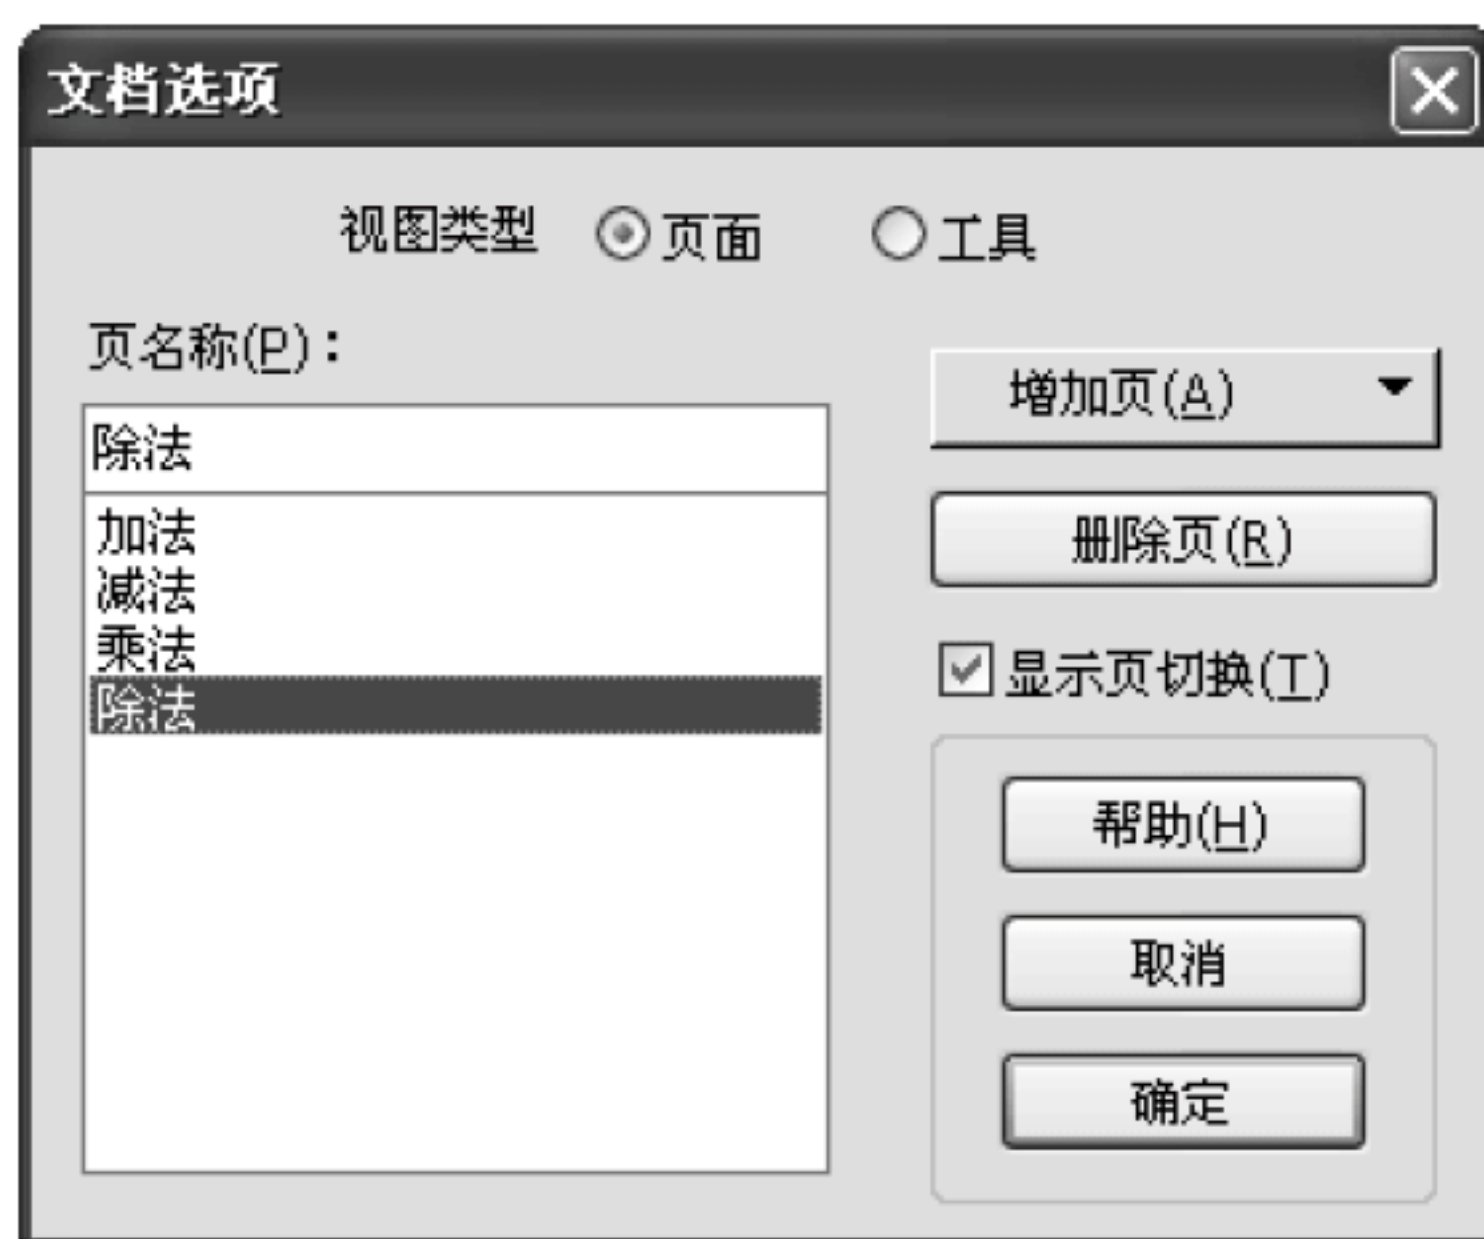 文档选项
视图类型 页面 工具
页名称(P)：
增加页(A)
除法
加法
减法
乘法
除法
删除页(R)
显示页切换(T)
帮助(H)
取消
确定